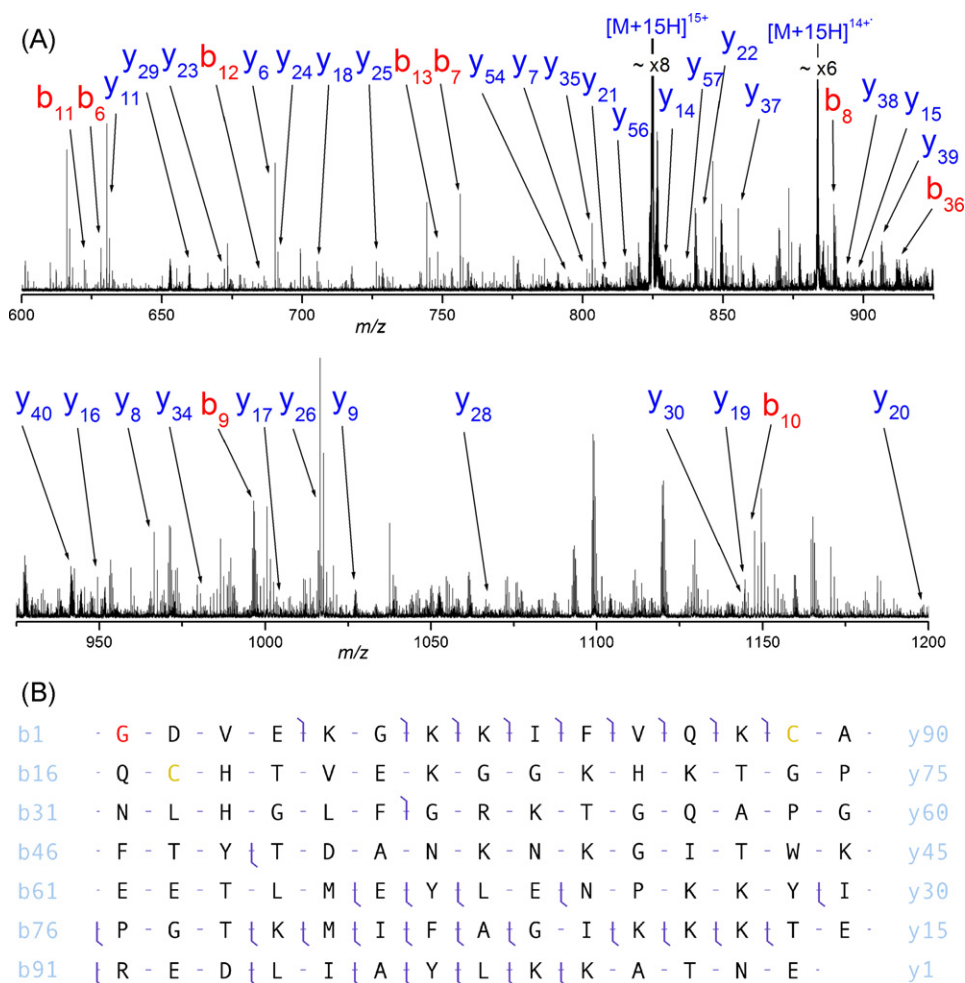 (A)
[M+15H]15+ [M+15H]14+·
~ x8 ~ x6
b11 b6 y11 y29 y23 b12 y6 y24 y18 y25 b13 b7 y54 y7 y35 y21 y56 y14 y57 y22 y37 b8 y38 y15 y39 b36
600 650 700 750 800 850 900
m/z
y40 y16 y8 y34 b9 y17 y26 y9 y28 y30 y19 b10 y20
950 1000 1050 1100 1150 1200
m/z
(B)
b1 G D V E K G K K I F V Q K C A y90
b16 Q C H T V E K G G K H K T G P y75
b31 N L H G L F G R K T G Q A P G y60
b46 F T Y T D A N K N K G I T W K y45
b61 E E T L M E Y L E N P K K Y I y30
b76 P G T K M I F A G I K K K T E y15
b91 R E D L I A Y L K K A T N E y1